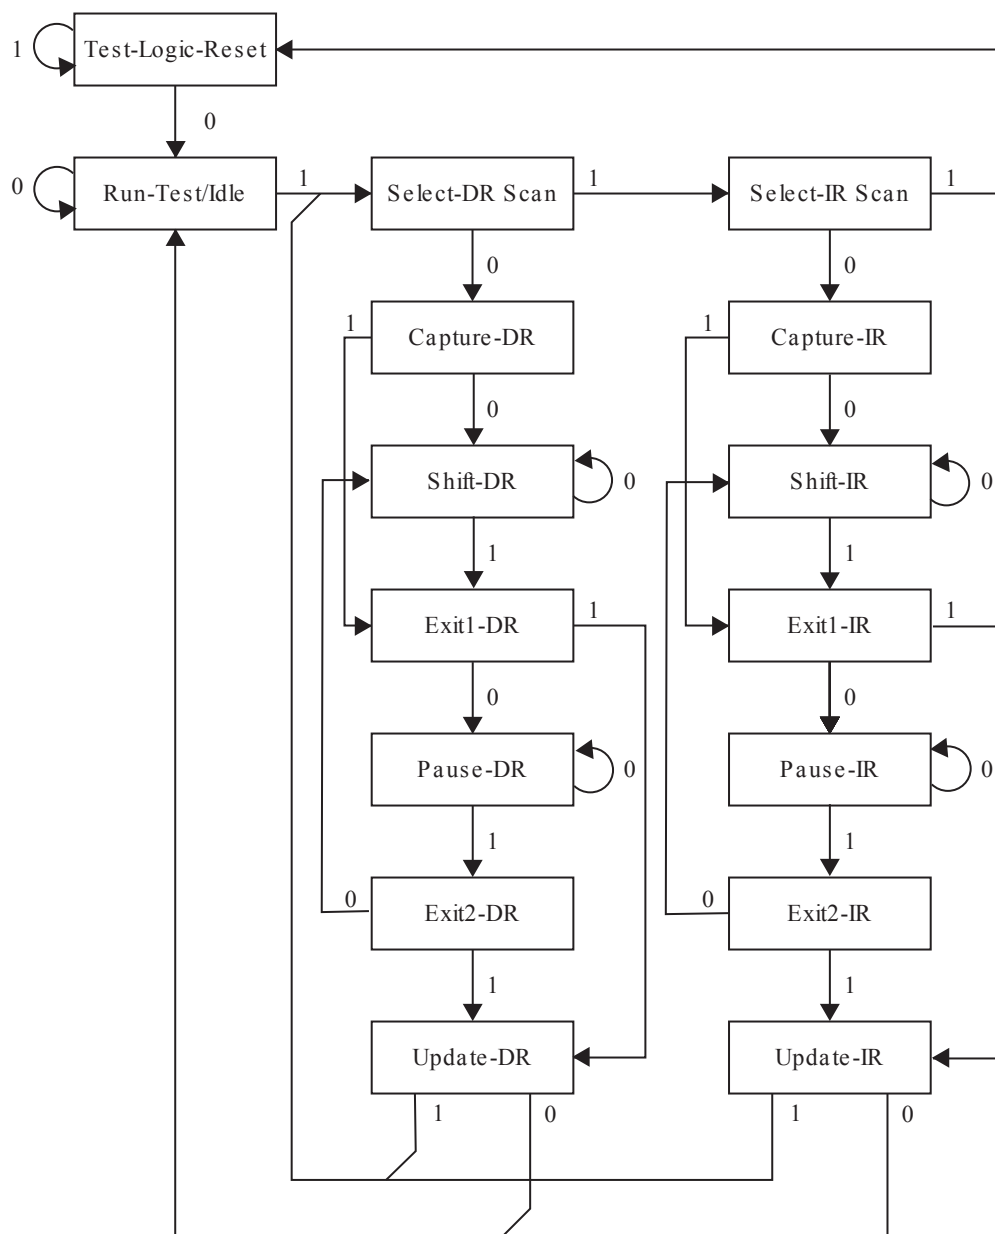 1 Test-Logic-Reset
0
0 Run-Test/Idle 1 Select-DR Scan 1 Select-IR Scan 1
0 0
1 Capture-DR 1 Capture-IR
0 0
Shift-DR 0 Shift-IR 0
1 1
Exit1-DR 1 Exit1-IR 1
0 0
Pause-DR 0 Pause-IR 0
1 1
0 Exit2-DR 0 Exit2-IR
1 1
Update-DR Update-IR
1 0 1 0